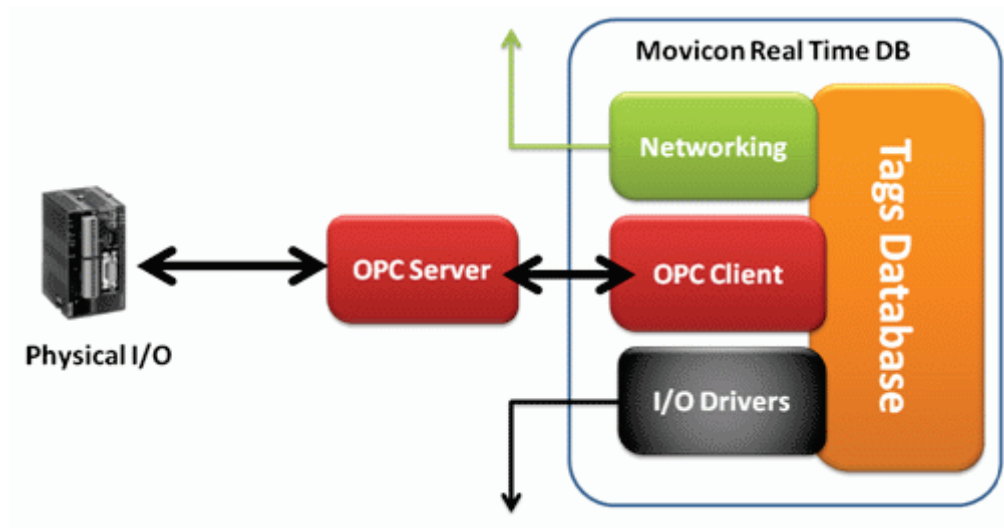 Movicon Real Time DB
Networking
Tags Database
OPC Server
OPC Client
Physical I/O
I/O Drivers